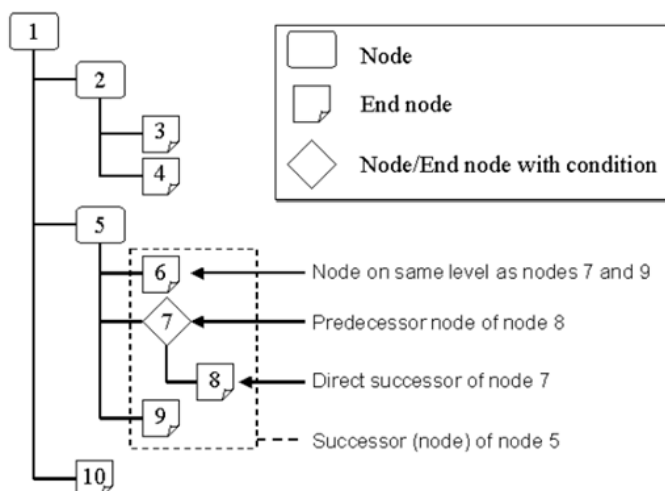 1
Node
2
End node
3
4
Node/End node with condition
5
6
Node on same level as nodes 7 and 9
7
Predecessor node of node 8
8
Direct successor of node 7
9
Successor (node) of node 5
10